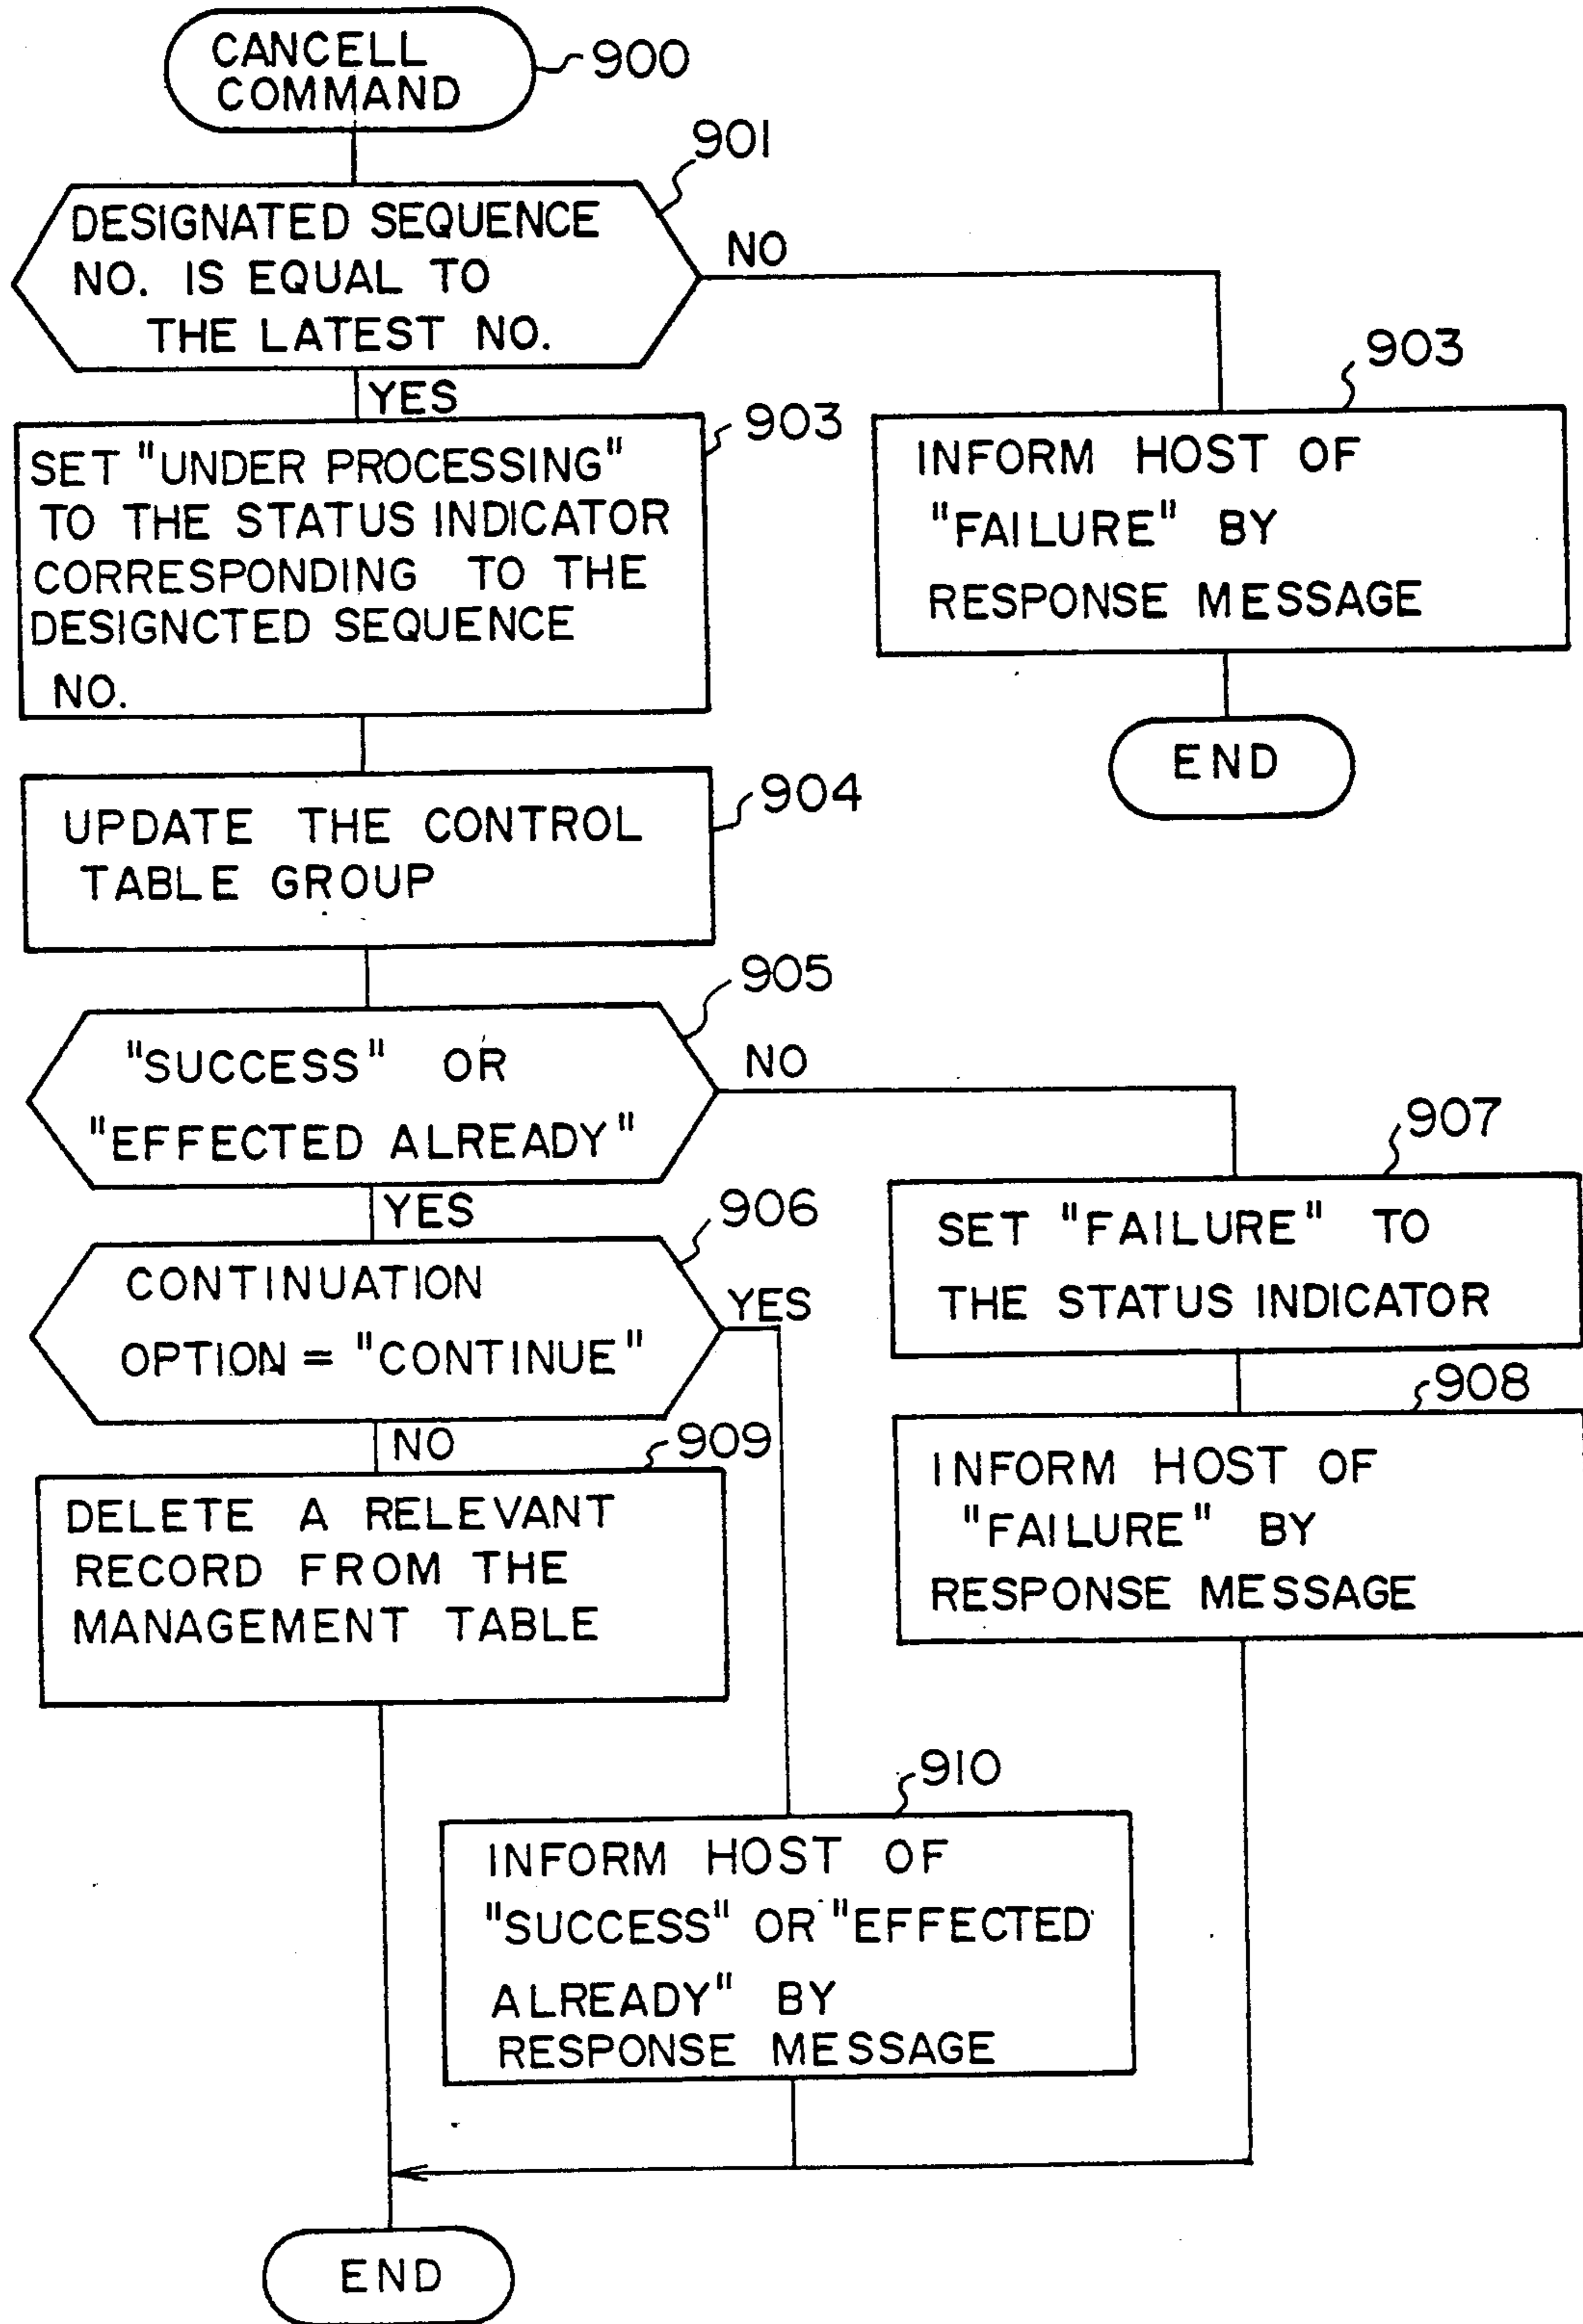 CANCELL
COMMAND
900
901
DESIGNATED SEQUENCE
NO. IS EQUAL TO
THE LATEST NO.
NO
YES
903
SET "UNDER PROCESSING"
TO THE STATUS INDICATOR
CORRESPONDING TO THE
DESIGNCTED SEQUENCE
NO.
903
INFORM HOST OF
"FAILURE" BY
RESPONSE MESSAGE
END
904
UPDATE THE CONTROL
TABLE GROUP
905
"SUCCESS" OR
"EFFECTED ALREADY"
NO
YES
907
SET "FAILURE" TO
THE STATUS INDICATOR
906
CONTINUATION
OPTION = "CONTINUE"
YES
NO
908
INFORM HOST OF
"FAILURE" BY
RESPONSE MESSAGE
909
DELETE A RELEVANT
RECORD FROM THE
MANAGEMENT TABLE
910
INFORM HOST OF
"SUCCESS" OR "EFFECTED
ALREADY" BY
RESPONSE MESSAGE
END